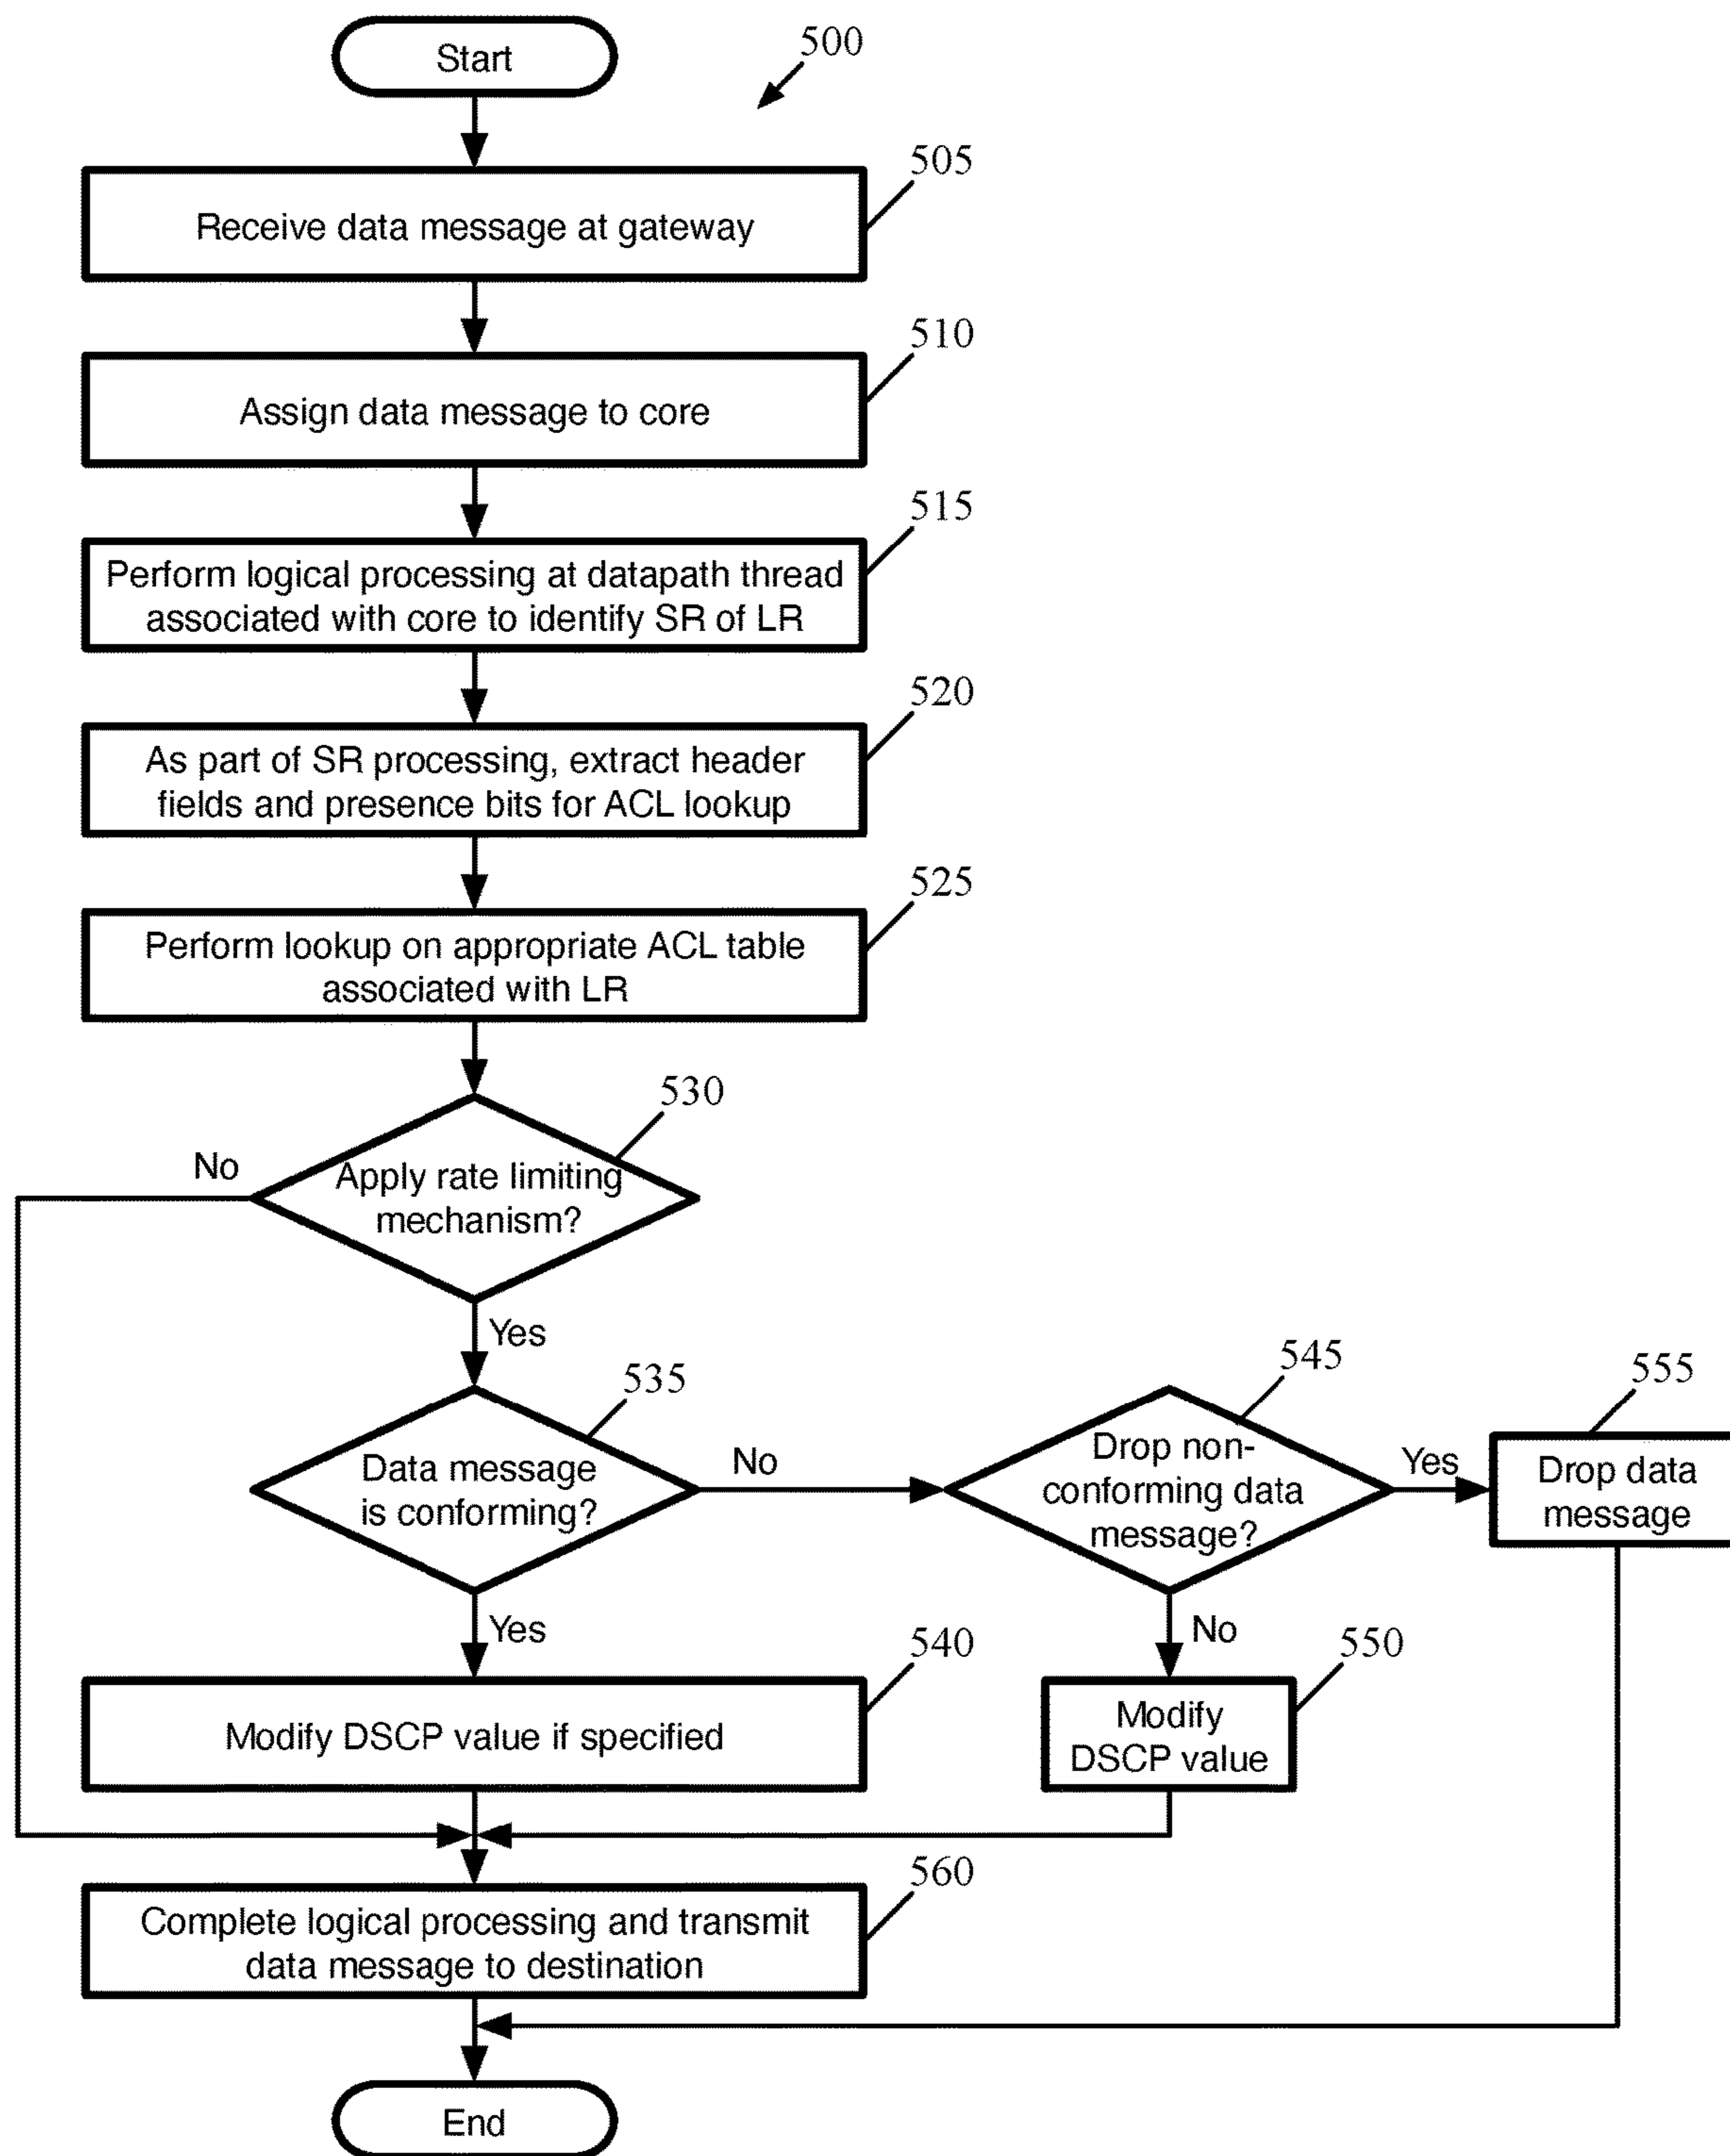 Start
500
505
Receive data message at gateway
510
Assign data message to core
515
Perform logical processing at datapath thread
associated with core to identify SR of LR
520
As part of SR processing, extract header
fields and presence bits for ACL lookup
525
Perform lookup on appropriate ACL table
associated with LR
530
No
Apply rate limiting
mechanism?
Yes
535
Data message
is conforming?
No
545
Drop non-
conforming data
message?
Yes
555
Drop data
message
Yes
540
Modify DSCP value if specified
No
550
Modify
DSCP value
560
Complete logical processing and transmit
data message to destination
End